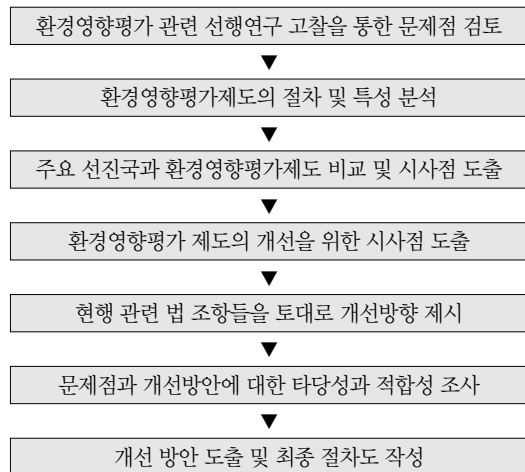 환경영향평가 관련 선행연구 고찰을 통한 문제점 검토
▼
환경영향평가제도의 절차 및 특성 분석
▼
주요 선진국과 환경영향평가제도 비교 및 시사점 도출
▼
환경영향평가 제도의 개선을 위한 시사점 도출
▼
현행 관련 법 조항들을 토대로 개선방향 제시
▼
문제점과 개선방안에 대한 타당성과 적합성 조사
▼
개선 방안 도출 및 최종 절차도 작성